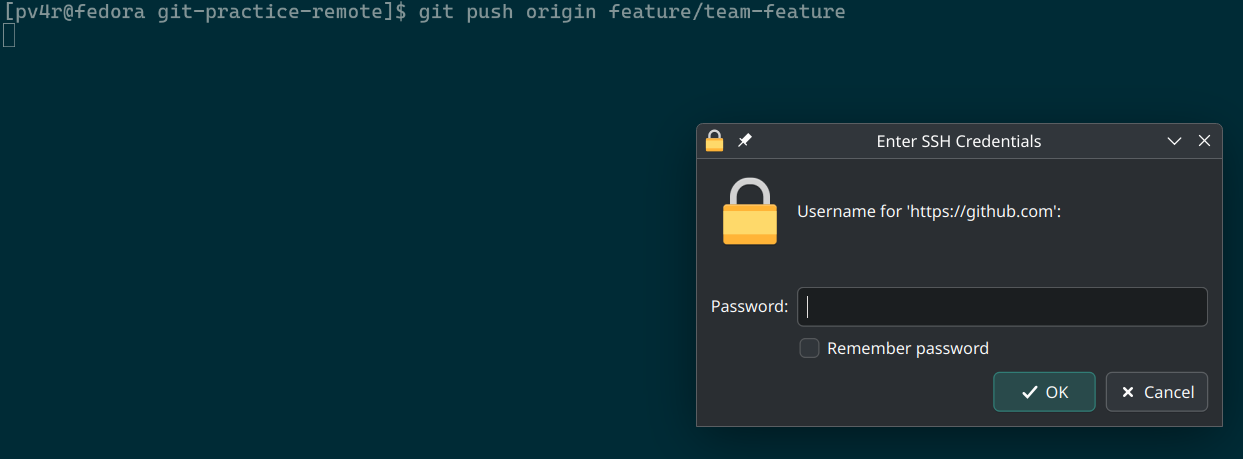 [pv4r@fedora git-practice-remote]$ git push origin feature/team-feature
Enter SSH Credentials
Username for 'https://github.com':
Password:
Remember password
OK
Cancel